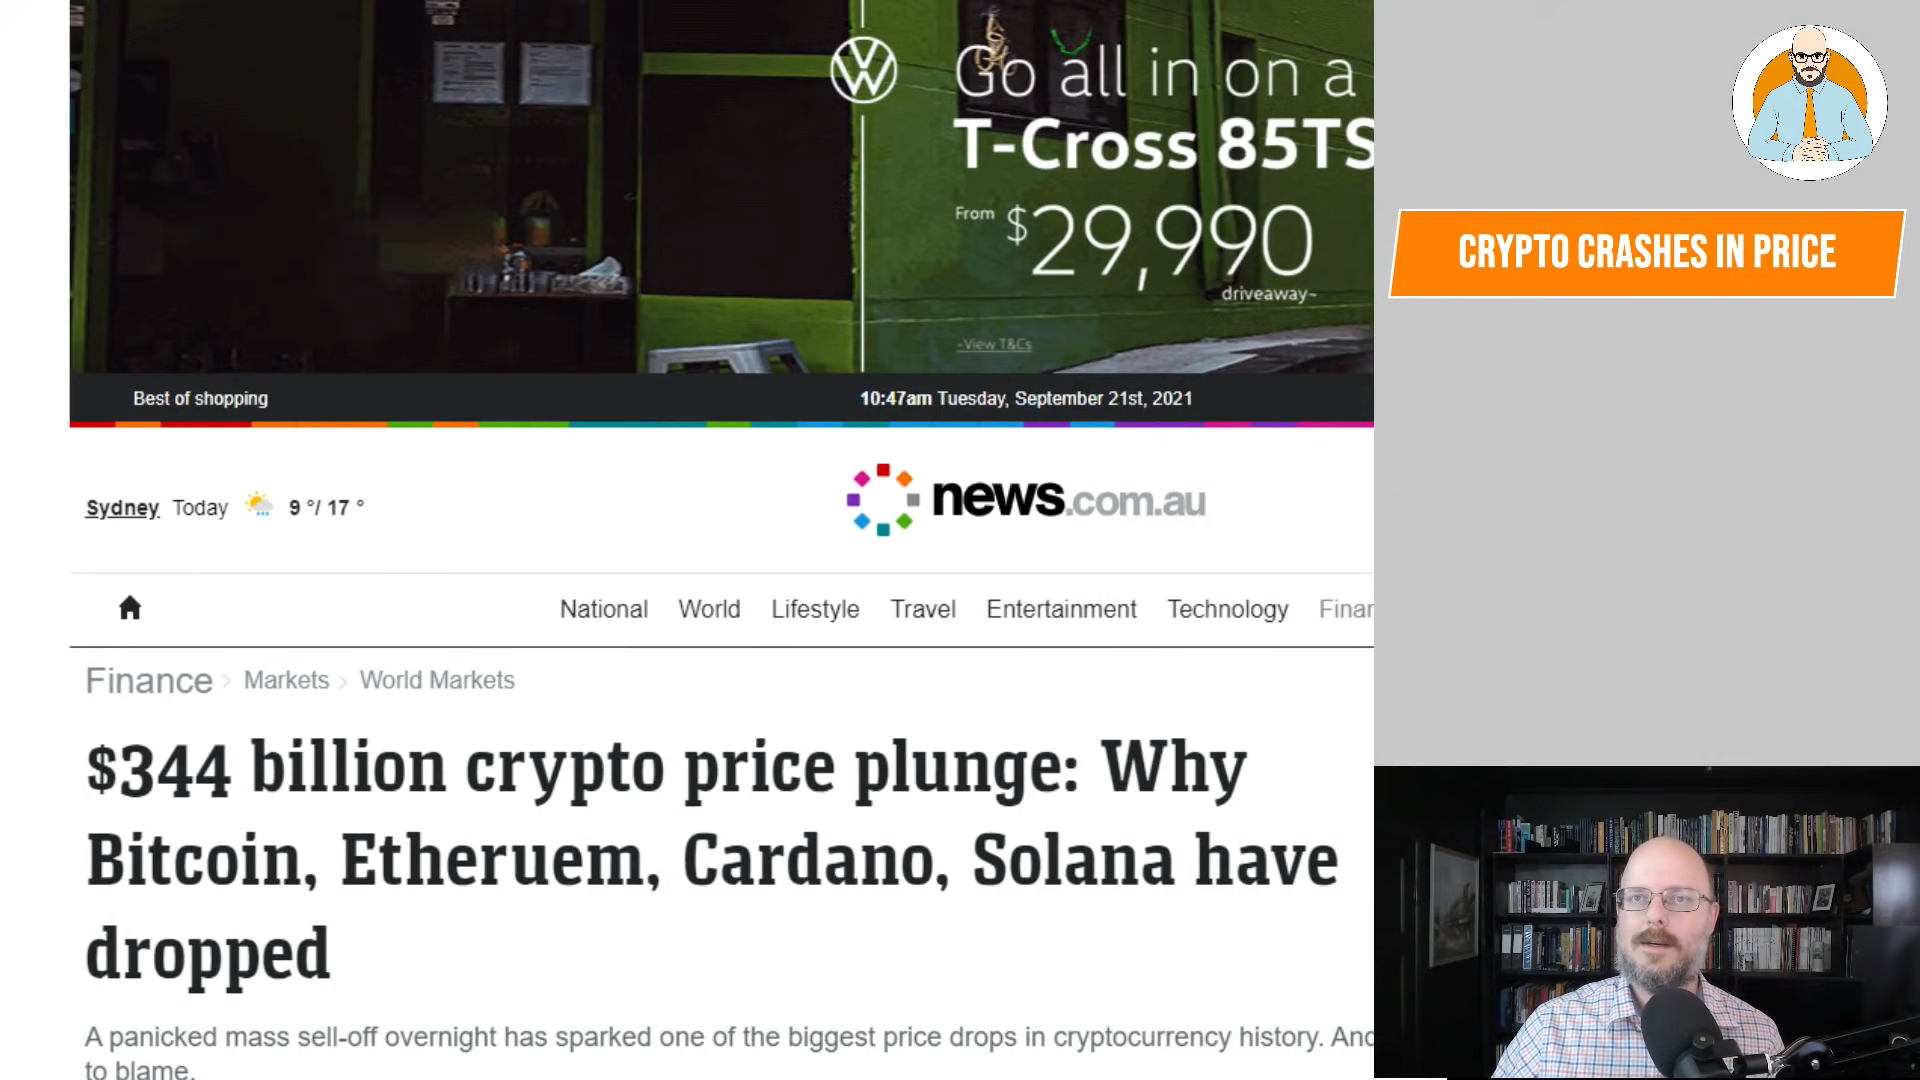 Go all in on a
T-Cross 85TS
From $29,990
driveaway~
~View T&Cs
CRYPTO CRASHES IN PRICE
Best of shopping
10:47am Tuesday, September 21st, 2021
Sydney Today 9 °/ 17 °
news.com.au
National World Lifestyle Travel Entertainment Technology Finan
Finance Markets World Markets
$344 billion crypto price plunge: Why
Bitcoin, Etheruem, Cardano, Solana have
dropped
A panicked mass sell-off overnight has sparked one of the biggest price drops in cryptocurrency history. And
to blame.